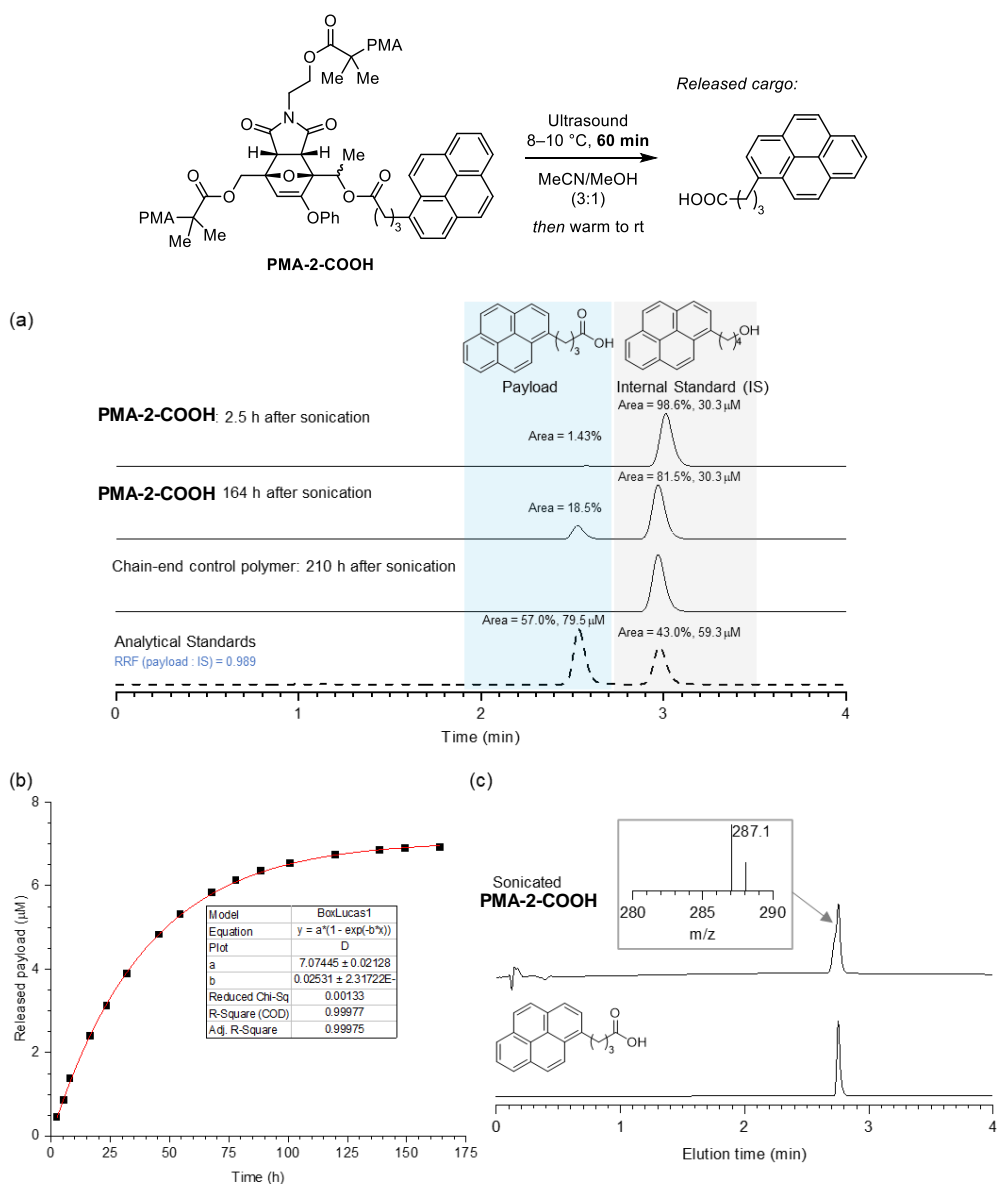 O
PMA
O
Me
Me
N
O
O
H
H
O
Me
O
O
O
O
3
OPh
PMA
Me
Me
PMA-2-COOH
Ultrasound
8–10 °C, 60 min
MeCN/MeOH
(3:1)
then warm to rt
Released cargo:
HOOC
3
(a)
O
OH
3
Payload
OH
4
Internal Standard (IS)
PMA-2-COOH: 2.5 h after sonication
Area = 1.43%
Area = 98.6%, 30.3 µM
PMA-2-COOH 164 h after sonication
Area = 18.5%
Area = 81.5%, 30.3 µM
Chain-end control polymer: 210 h after sonication
Analytical Standards
RRF (payload : IS) = 0.989
Area = 57.0%, 79.5 µM
Area = 43.0%, 59.3 µM
0 1 2 3 4
Time (min)
(b)
8
6
4
2
0
Released payload (µM)
Model BoxLucas1
Equation y = a*(1 - exp(-b*x))
Plot D
a 7.07445 ± 0.02128
b 0.02531 ± 2.31722E-
Reduced Chi-Sq 0.00133
R-Square (COD) 0.99977
Adj. R-Square 0.99975
0 25 50 75 100 125 150 175
Time (h)
(c)
287.1
280 285 290
m/z
Sonicated
PMA-2-COOH
O
OH
3
0 1 2 3 4
Elution time (min)